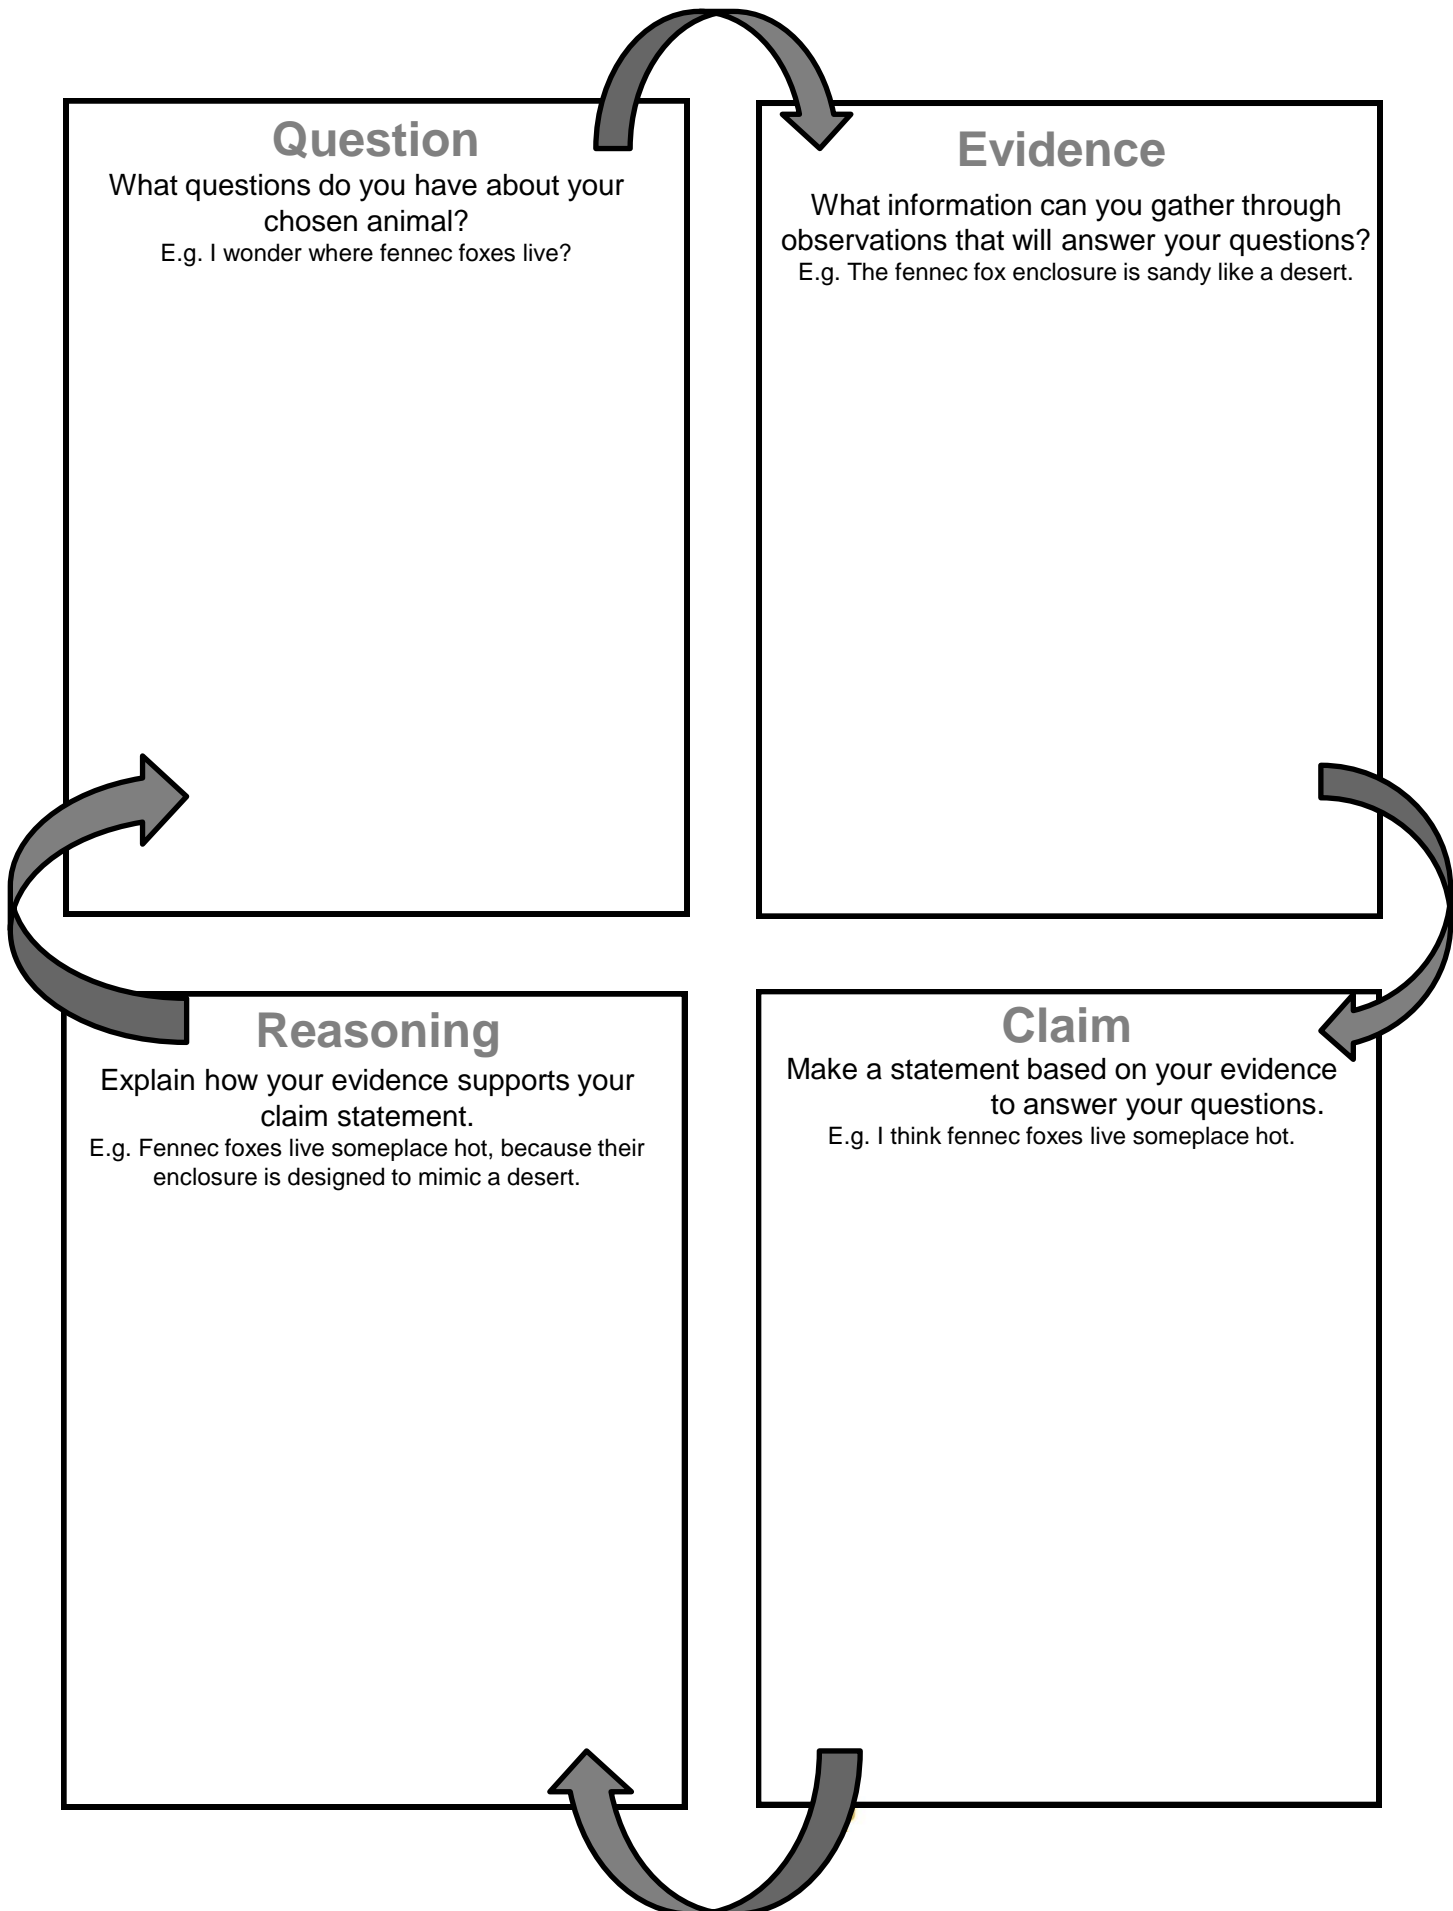 Question
What questions do you have about your
chosen animal?
E.g. I wonder where fennec foxes live?
Evidence
What information can you gather through
observations that will answer your questions?
E.g. The fennec fox enclosure is sandy like a desert.
Reasoning
Explain how your evidence supports your
claim statement.
E.g. Fennec foxes live someplace hot, because their
enclosure is designed to mimic a desert.
Claim
Make a statement based on your evidence
to answer your questions.
E.g. I think fennec foxes live someplace hot.